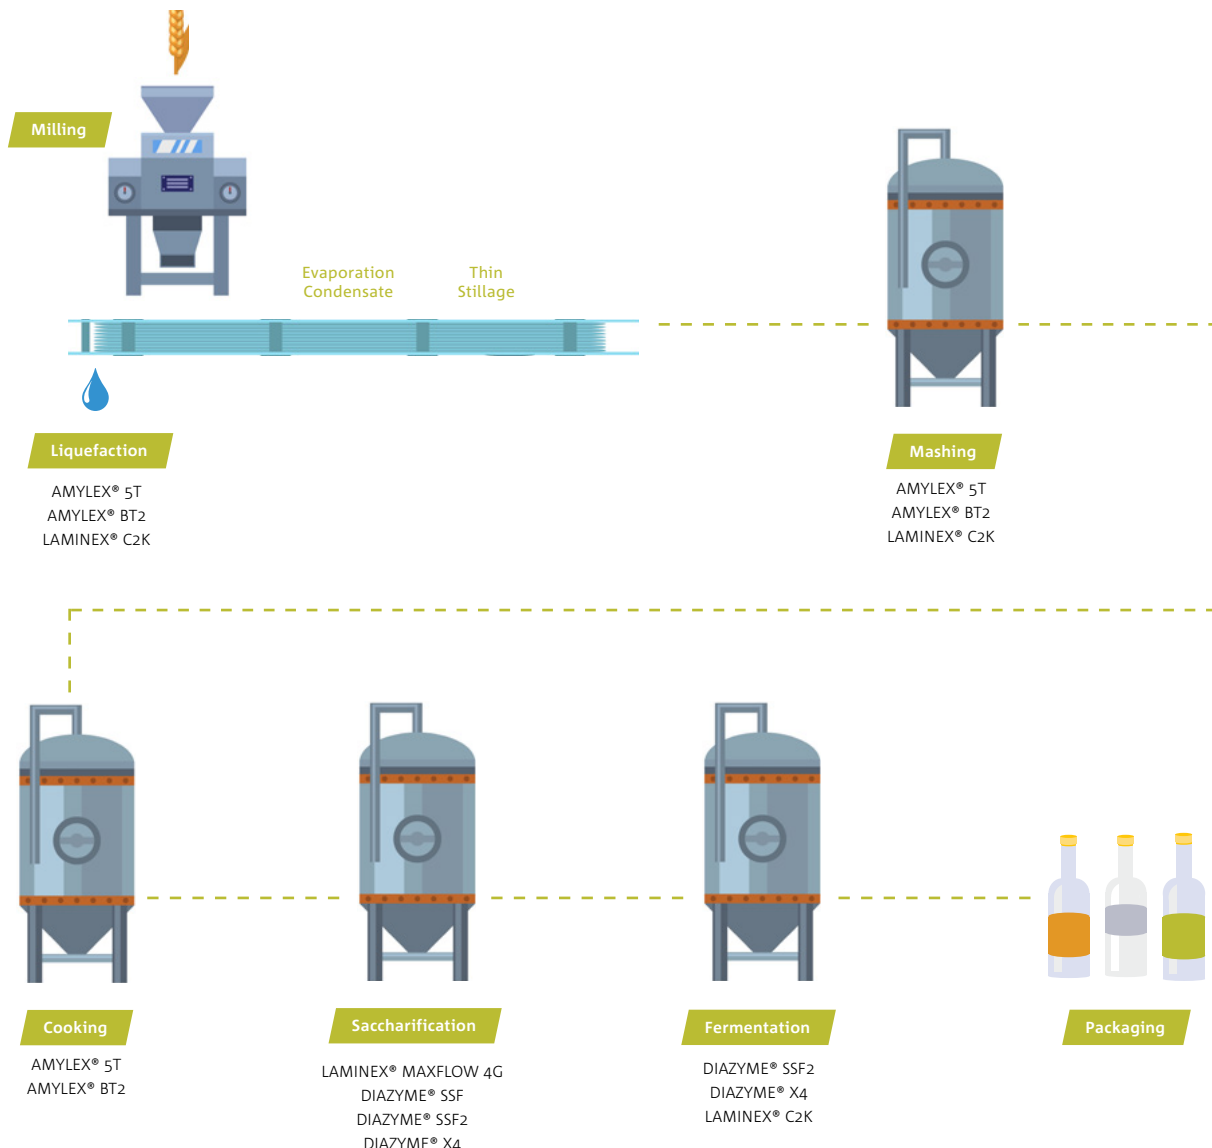 Milling
Evaporation
Condensate
Thin
Stillage
Liquefaction
AMYLEX® 5T
AMYLEX® BT2
LAMINEX® C2K
Mashing
AMYLEX® 5T
AMYLEX® BT2
LAMINEX® C2K
Cooking
AMYLEX® 5T
AMYLEX® BT2
Saccharification
LAMINEX® MAXFLOW 4G
DIAZYME® SSF
DIAZYME® SSF2
DIAZYME® X4
Fermentation
DIAZYME® SSF2
DIAZYME® X4
LAMINEX® C2K
Packaging